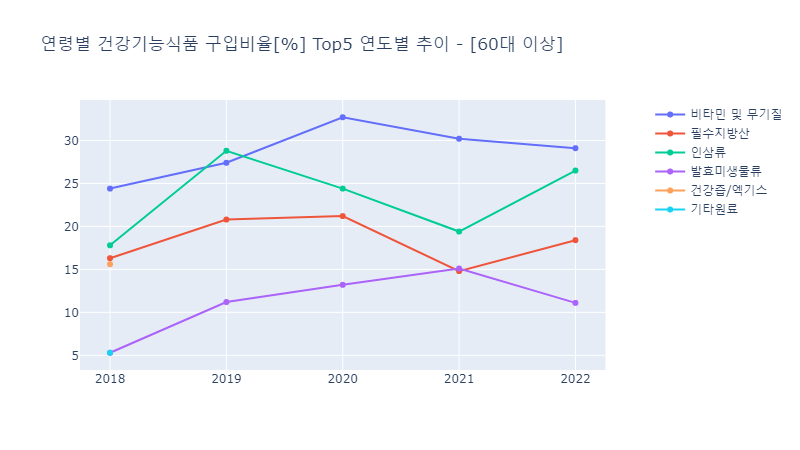 연령별 건강기능식품 구입비율[%] Top5 연도별 추이 - [60대 이상]
비타민 및 무기질
필수지방산
인삼류
발효미생물류
건강즙/엑기스
기타원료
30
25
20
15
10
5
2018 2019 2020 2021 2022